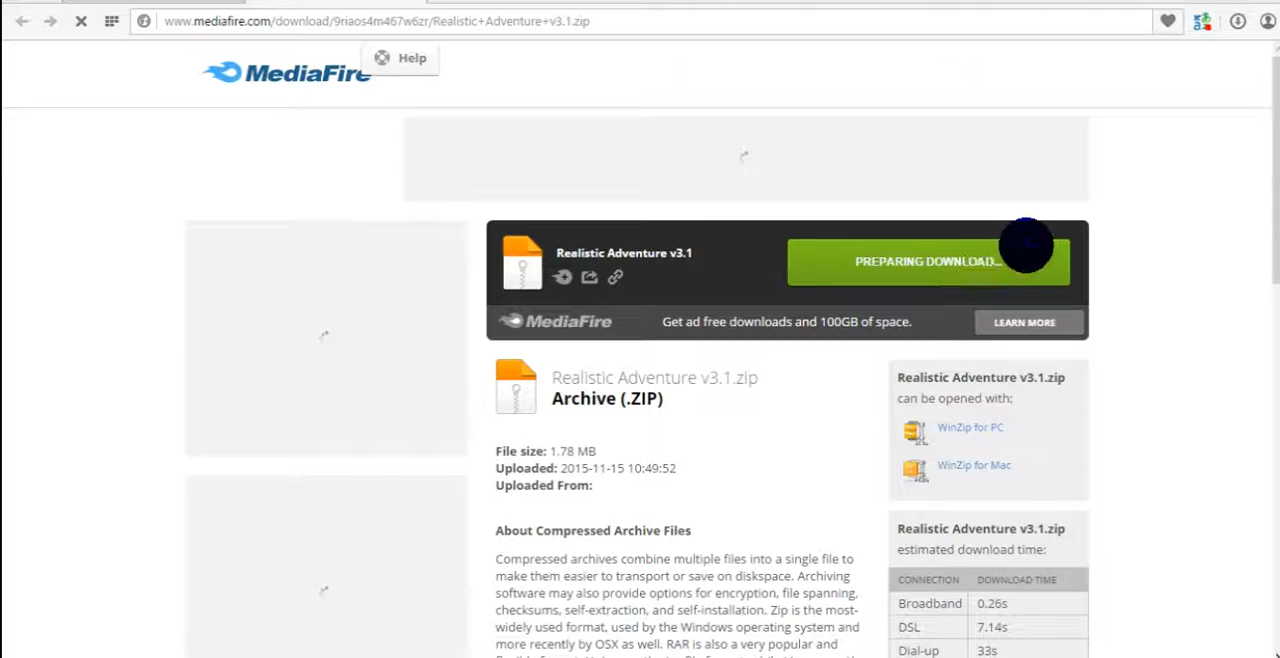 www.mediafire.com/download/9riaos4m467w6zr/Realistic+Adventure+v3.1.zip
MediaFire
Help
Realistic Adventure v3.1
PREPARING DOWNLOAD...
MediaFire
Get ad free downloads and 100GB of space.
LEARN MORE
Realistic Adventure v3.1.zip
Archive (.ZIP)
File size: 1.78 MB
Uploaded: 2015-11-15 10:49:52
Uploaded From:
About Compressed Archive Files
Compressed archives combine multiple files into a single file to
make them easier to transport or save on diskspace. Archiving
software may also provide options for encryption, file spanning,
checksums, self-extraction, and self-installation. Zip is the most-
widely used format, used by the Windows operating system and
more recently by OSX as well. RAR is also a very popular and
Realistic Adventure v3.1.zip
can be opened with:
WinZip for PC
WinZip for Mac
Realistic Adventure v3.1.zip
estimated download time:
CONNECTION DOWNLOAD TIME
Broadband 0.26s
DSL 7.14s
Dial-up 33s